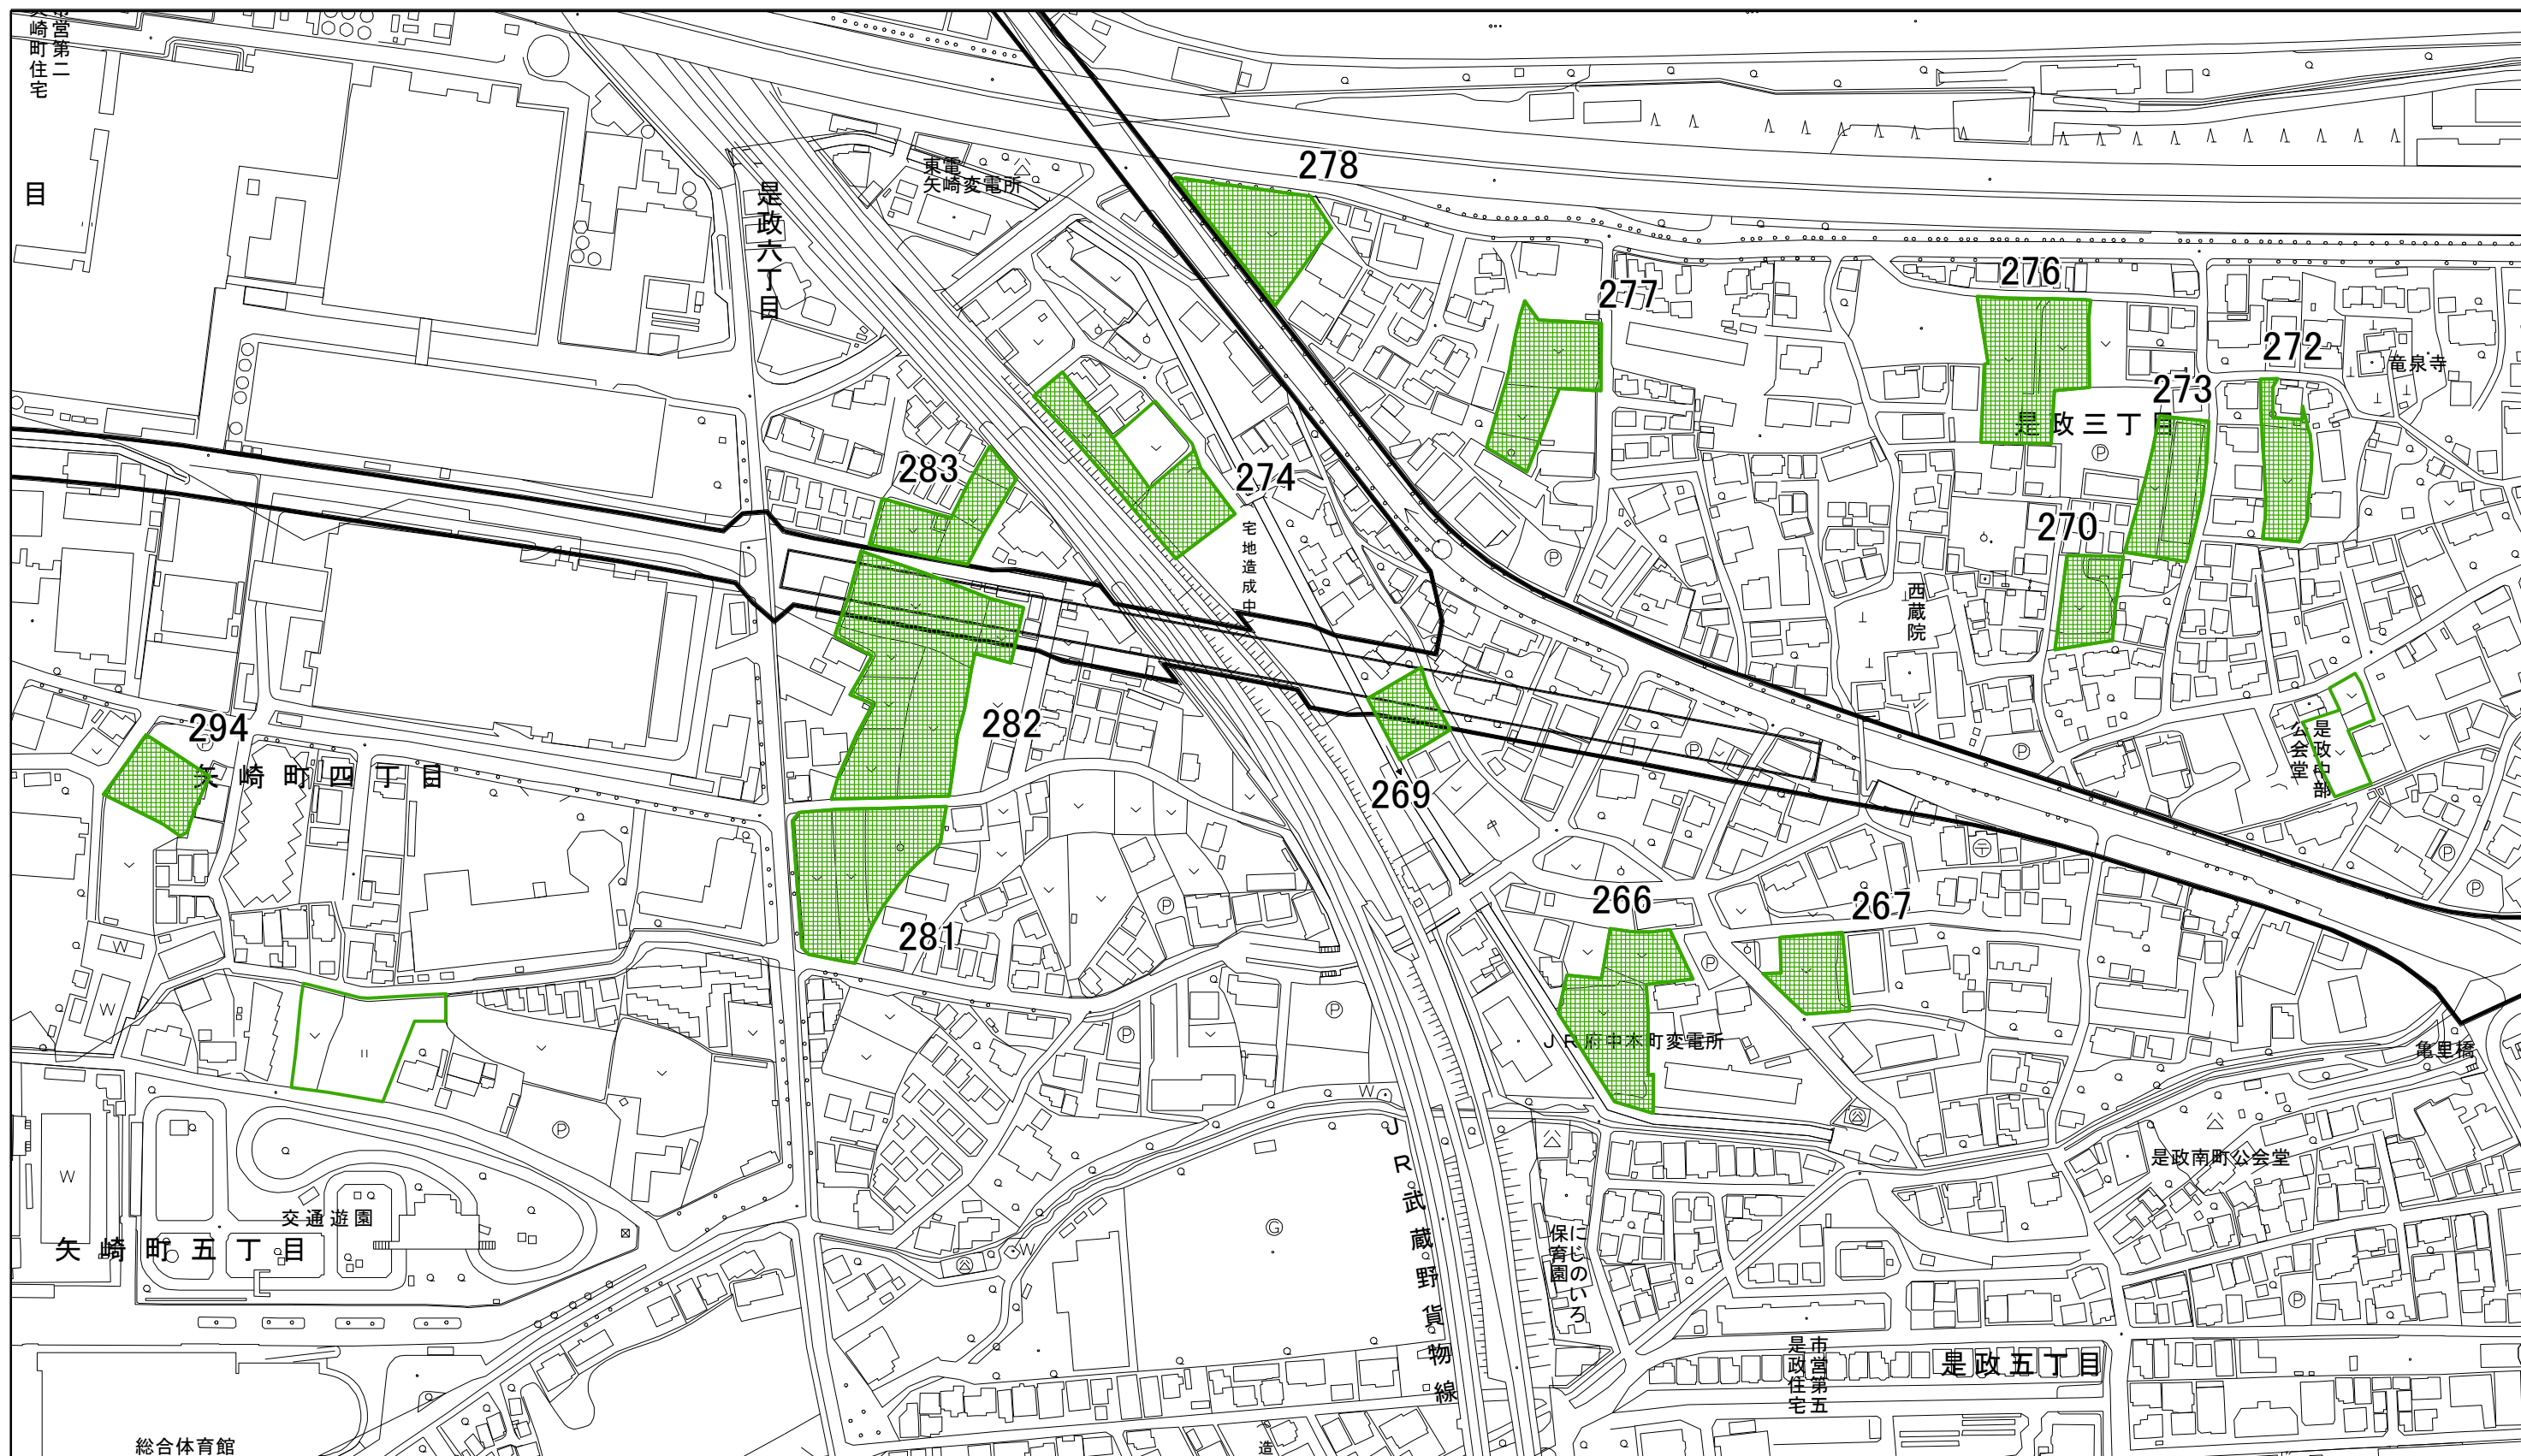 市営第二
矢崎町住宅
目
是政六丁目
東電
矢崎変電所
278
277
276
272
竜泉寺
273
是政三丁目
283
274
宅地造成中
270
西蔵院
294
矢崎町四丁目
282
269
是政中部
公会堂
281
266
267
JR府中本町変電所
亀里橋
是政南町公会堂
JR武蔵野貨物線
交通遊園
矢崎町五丁目
にじのいろ
保育園
市営第五
是政住宅
是政五丁目
総合体育館
造
P
P
P
P
P
P
P
P
P
P
P
P
W
W
W
W
W
G